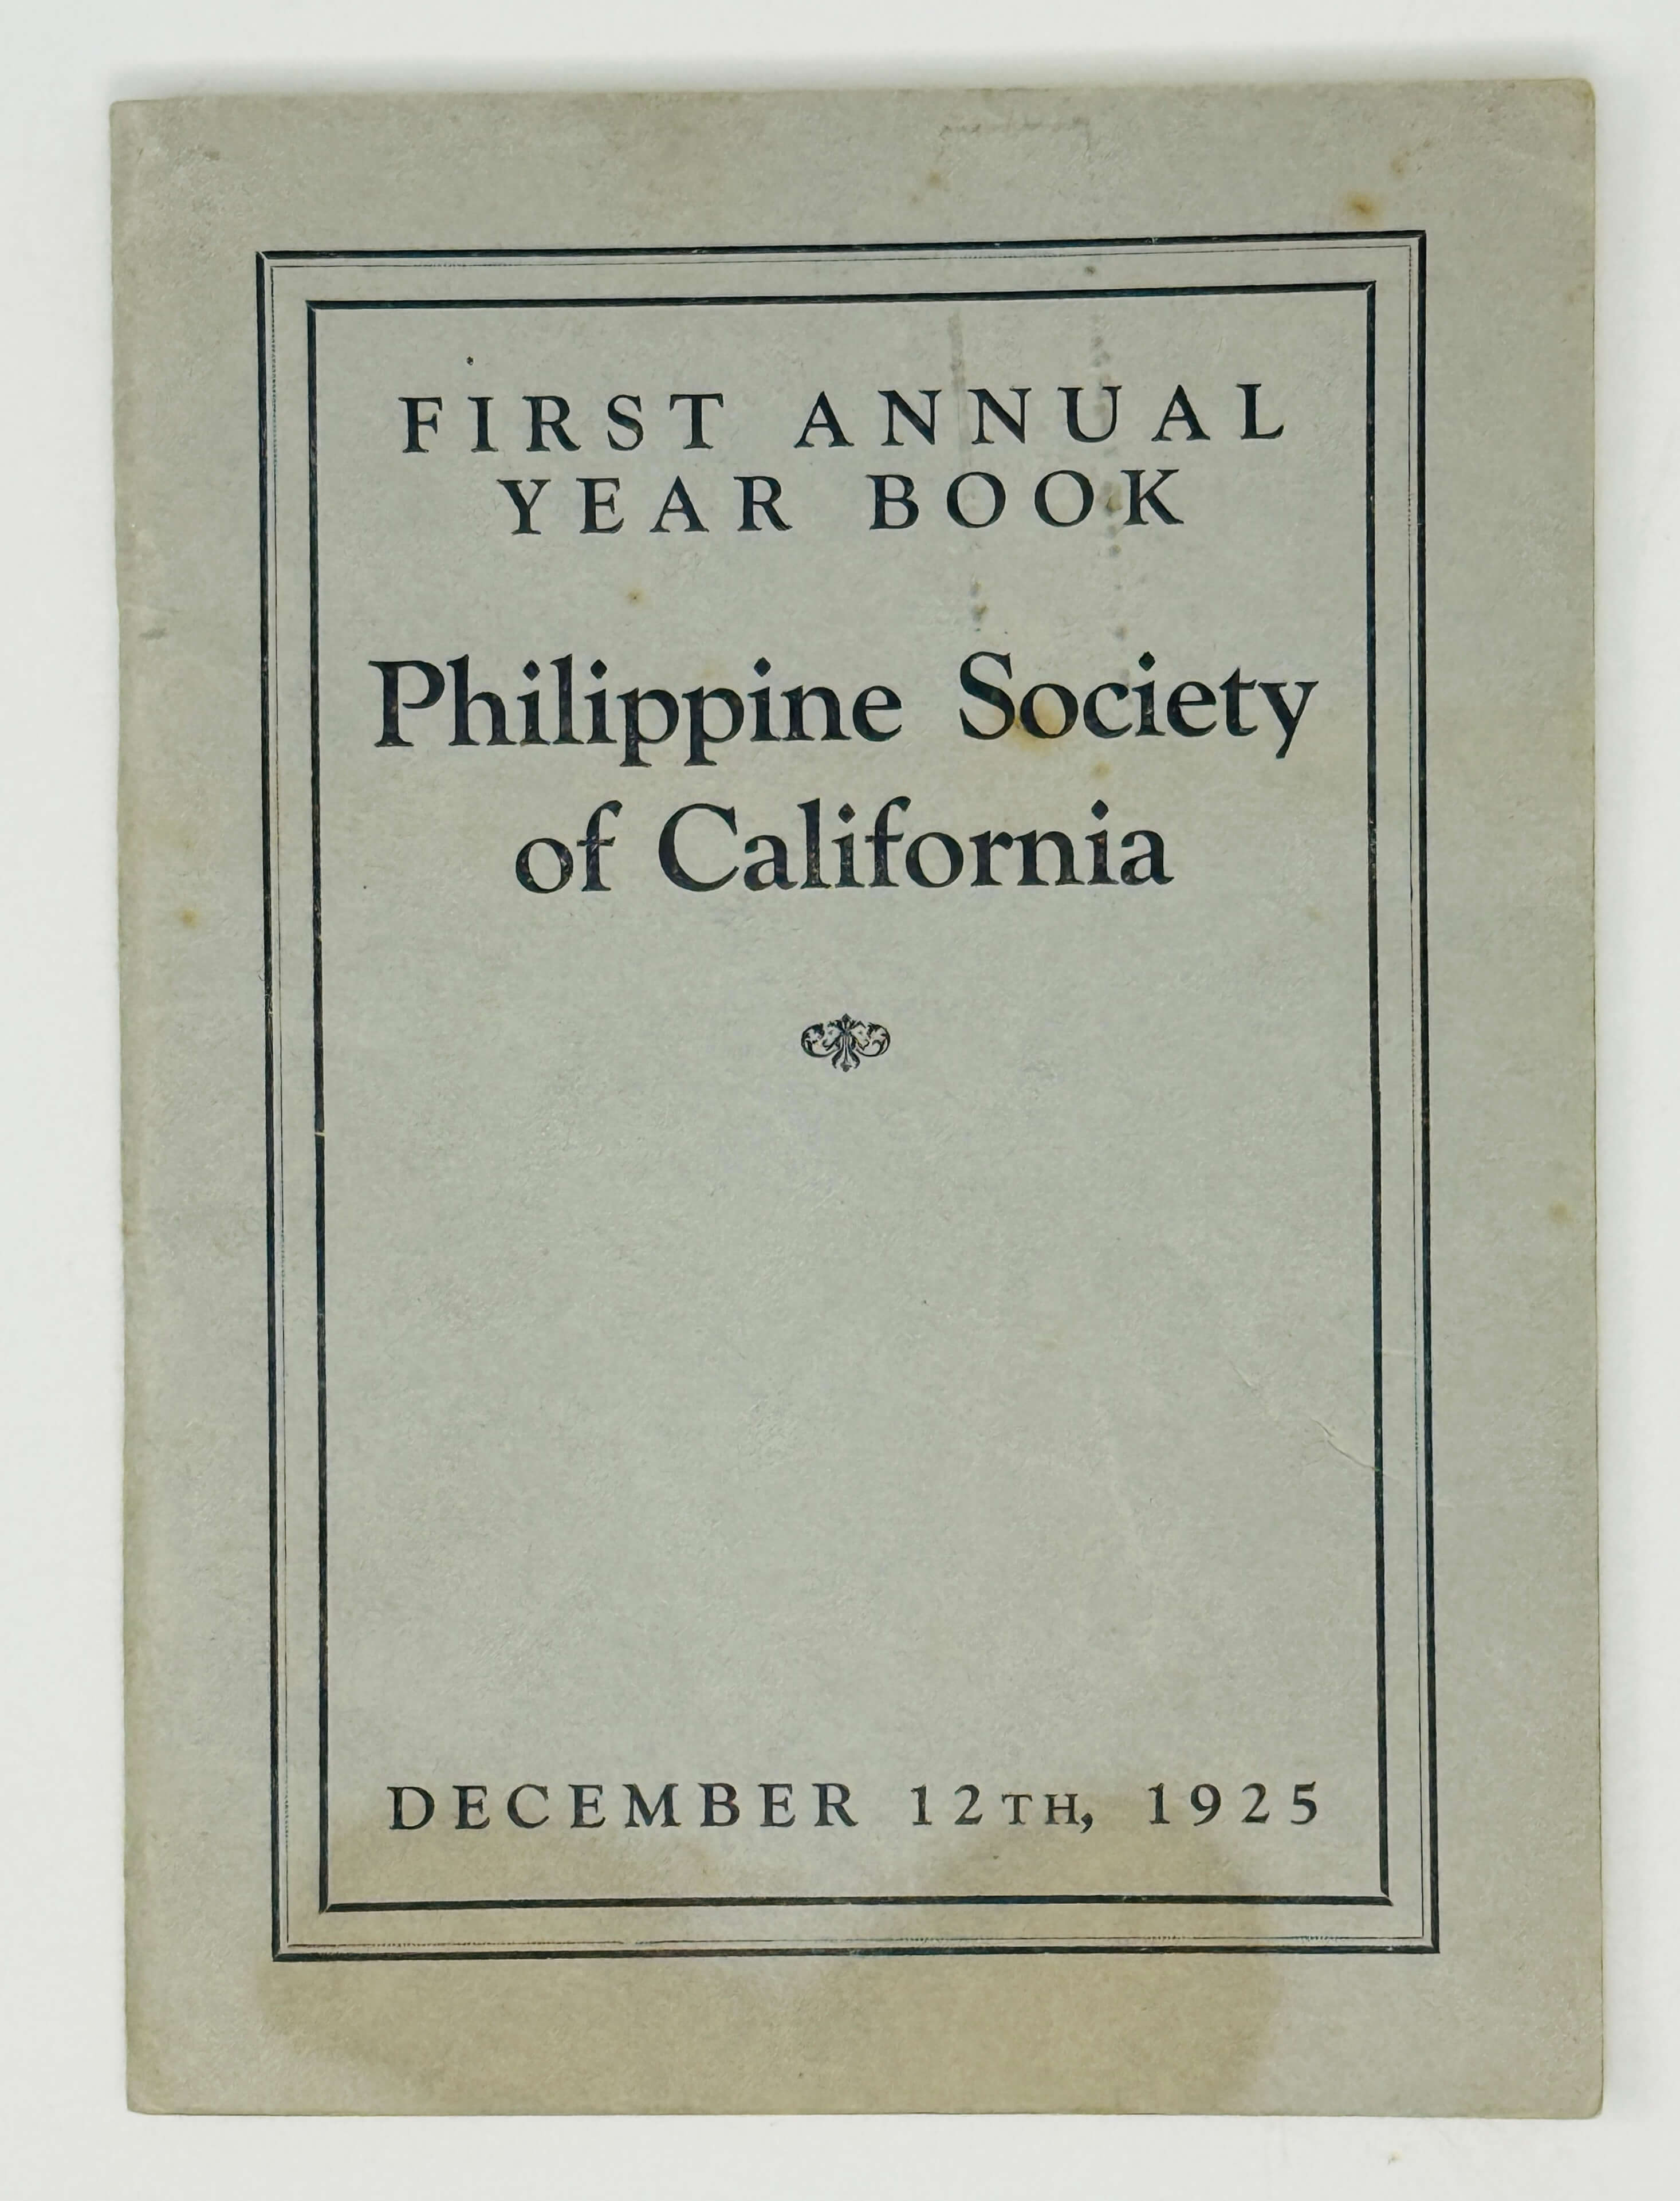 FIRST ANNUAL
YEAR BOOK
Philippine Society
of California
DECEMBER 12TH, 1925